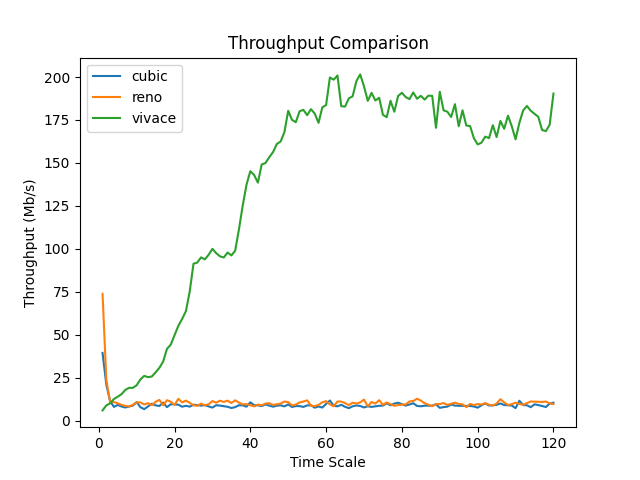 Throughput Comparison
cubic
reno
vivace
Throughput (Mb/s)
200
175
150
125
100
75
50
25
0
0 20 40 60 80 100 120
Time Scale